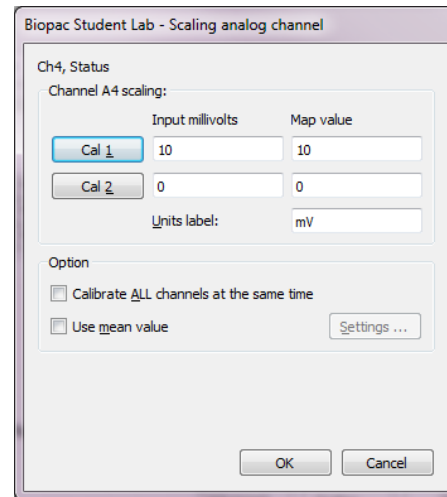 Biopac Student Lab - Scaling analog channel
Ch4, Status
Channel A4 scaling:
Input millivolts Map value
Cal 1 10 10
Cal 2 0 0
Units label: mV
Option
Calibrate ALL channels at the same time
Use mean value Settings ...
OK Cancel